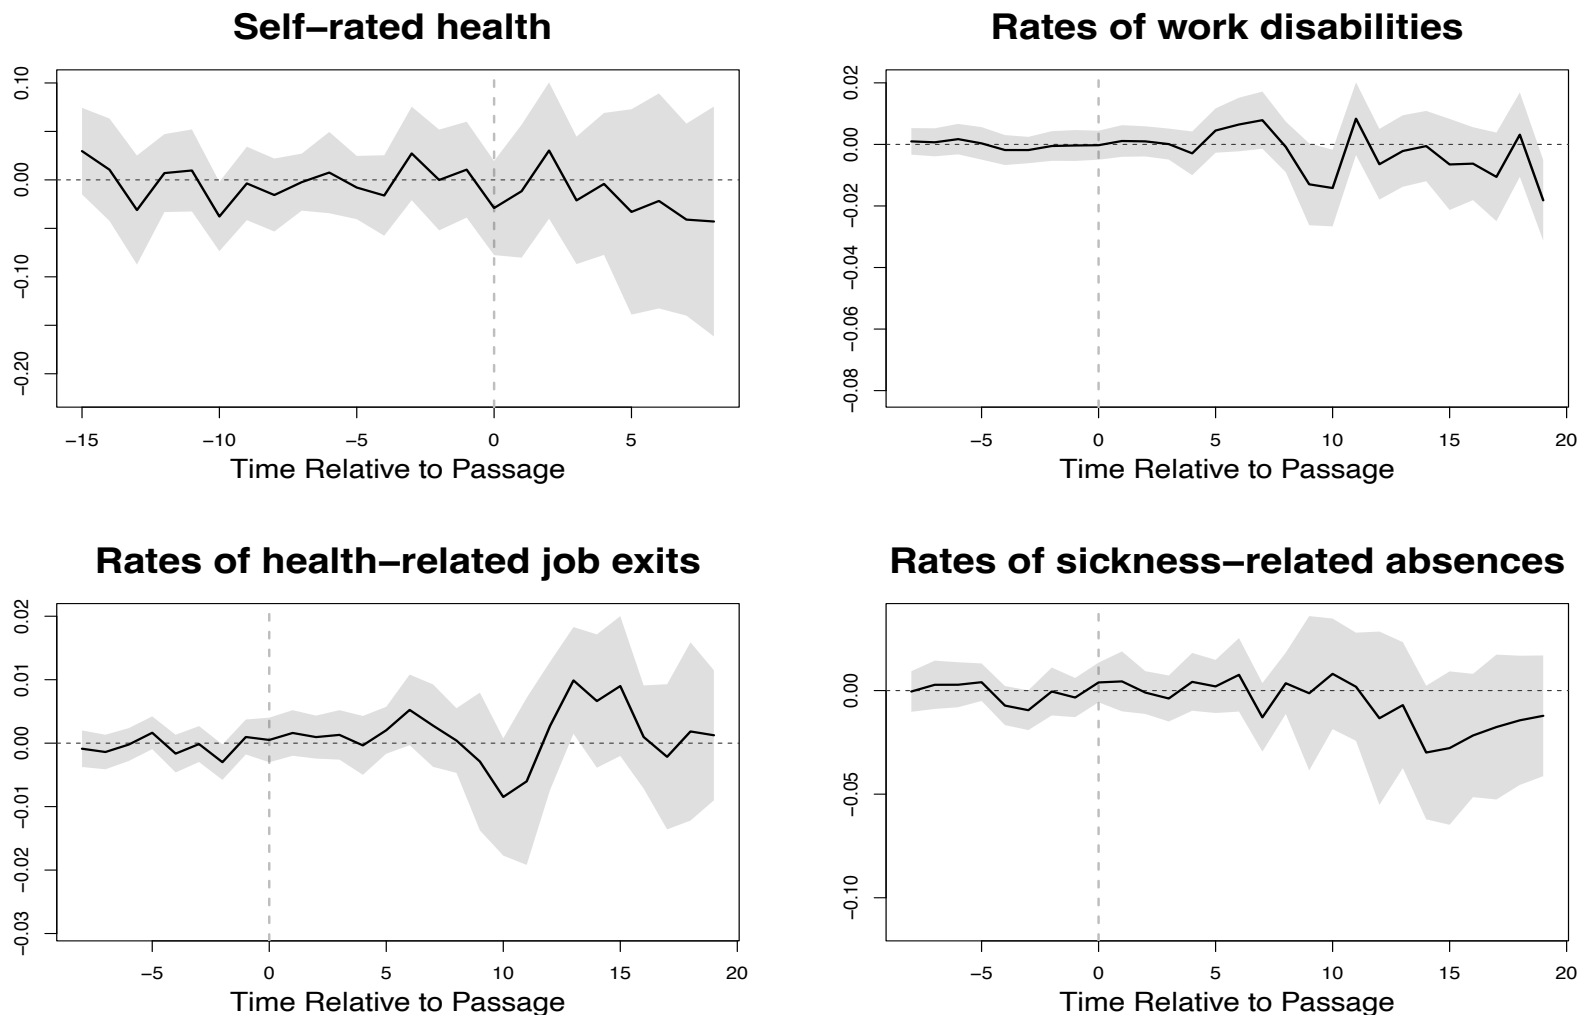 Self−rated health
0.10
0.00
−0.10
−0.20
−15 −10 −5 0 5
Time Relative to Passage
Rates of work disabilities
0.02
0.00
−0.02
−0.04
−0.06
−0.08
−5 0 5 10 15 20
Time Relative to Passage
Rates of health−related job exits
0.02
0.01
0.00
−0.01
−0.02
−0.03
−5 0 5 10 15 20
Time Relative to Passage
Rates of sickness−related absences
0.00
−0.05
−0.10
−5 0 5 10 15 20
Time Relative to Passage